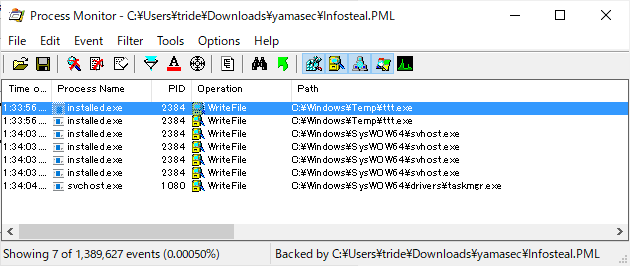 Process Monitor - C:¥Users¥tride¥Downloads¥yamasec¥Infosteal.PML
File Edit Event Filter Tools Options Help
Time o... Process Name PID Operation Path
1:33:56 .... installed.exe 2384 WriteFile C:¥Windows¥Temp¥ttt.exe
1:33:56 .... installed.exe 2384 WriteFile C:¥Windows¥Temp¥ttt.exe
1:34:03 .... installed.exe 2384 WriteFile C:¥Windows¥SysWOW64¥svhost.exe
1:34:03 .... installed.exe 2384 WriteFile C:¥Windows¥SysWOW64¥svhost.exe
1:34:03 .... installed.exe 2384 WriteFile C:¥Windows¥SysWOW64¥svhost.exe
1:34:03 .... installed.exe 2384 WriteFile C:¥Windows¥SysWOW64¥svhost.exe
1:34:04 .... svchost.exe 1080 WriteFile C:¥Windows¥SysWOW64¥drivers¥taskmgr.exe
Showing 7 of 1,389,627 events (0.00050%) Backed by C:¥Users¥tride¥Downloads¥yamasec¥Infosteal.PML